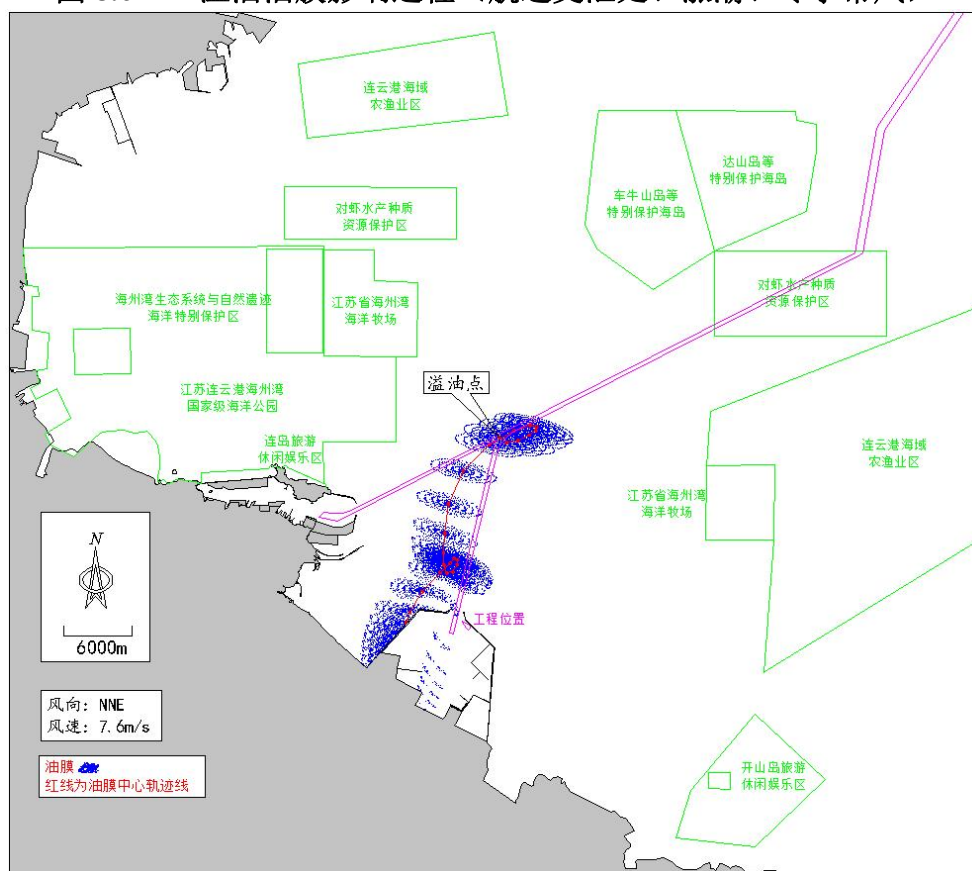 连云港海域
农渔业区
达山岛等
特别保护海岛
车牛山岛等
特别保护海岛
对虾水产种质
资源保护区
对虾水产种质
资源保护区
海州湾生态系统与自然遗迹
海洋特别保护区
江苏省海州湾
海洋牧场
溢油点
江苏连云港海州湾
国家级海洋公园
连岛旅游
休闲娱乐区
连云港海域
农渔业区
江苏省海州湾
海洋牧场
N
6000m
工程位置
风向: NNE
风速: 7.6m/s
油膜
红线为油膜中心轨迹线
开山岛旅游
休闲娱乐区